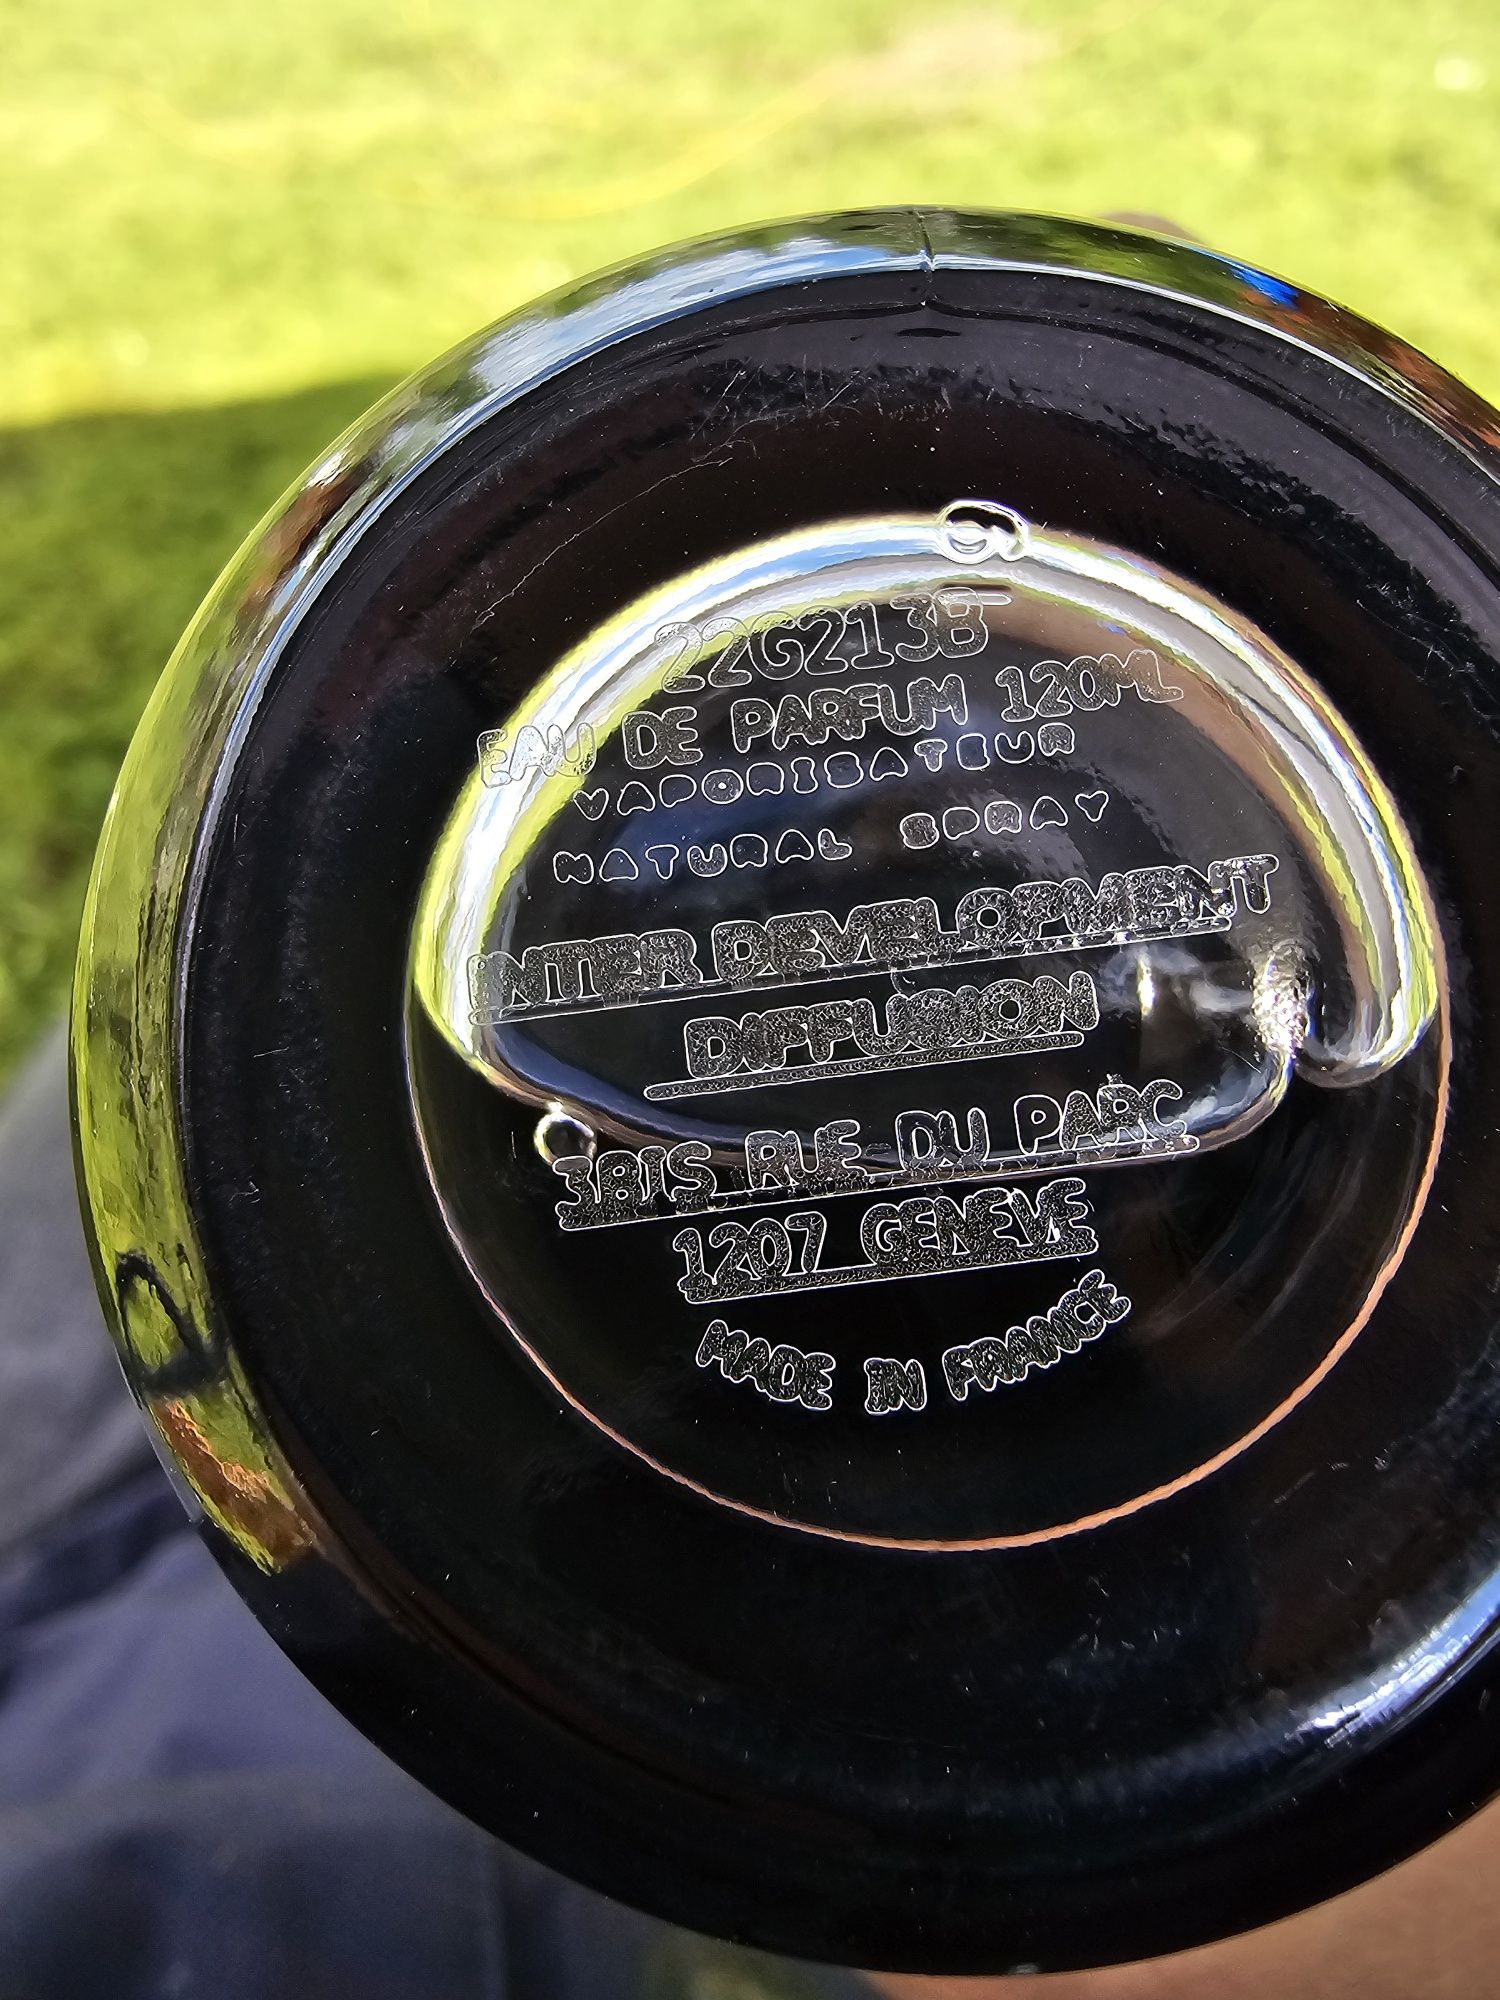 22G213B
EAU DE PARFUM 120ML
VAPORISATEUR
NATURAL SPRAY
INTER DEVELOPMENT
DIFFUSION
3BIS RUE DU PARC
1207 GENEVE
MADE IN FRANCE